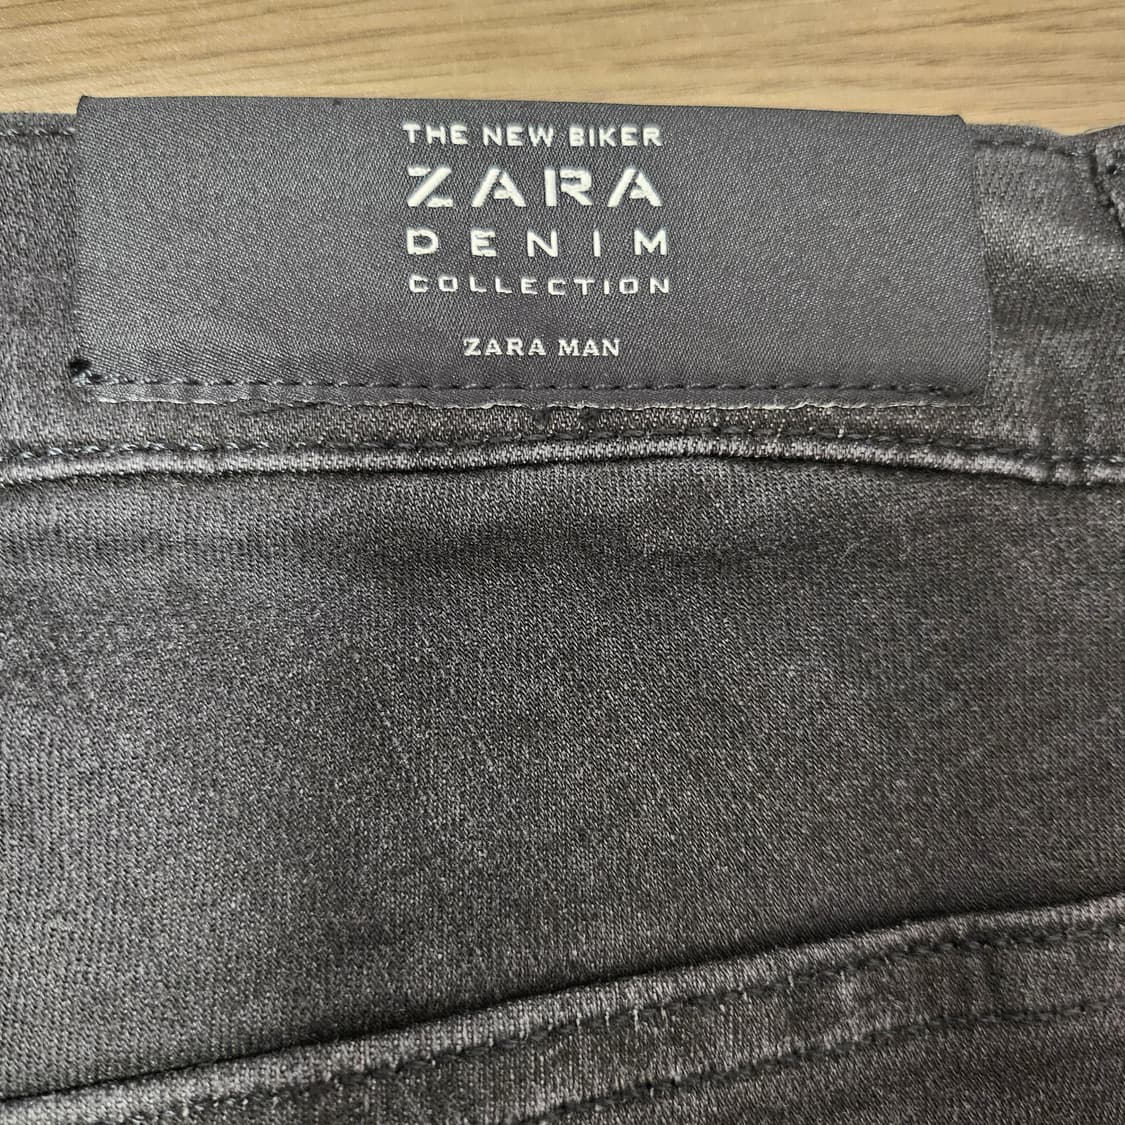 THE NEW BIKER
ZARA
DENIM
COLLECTION
ZARA MAN